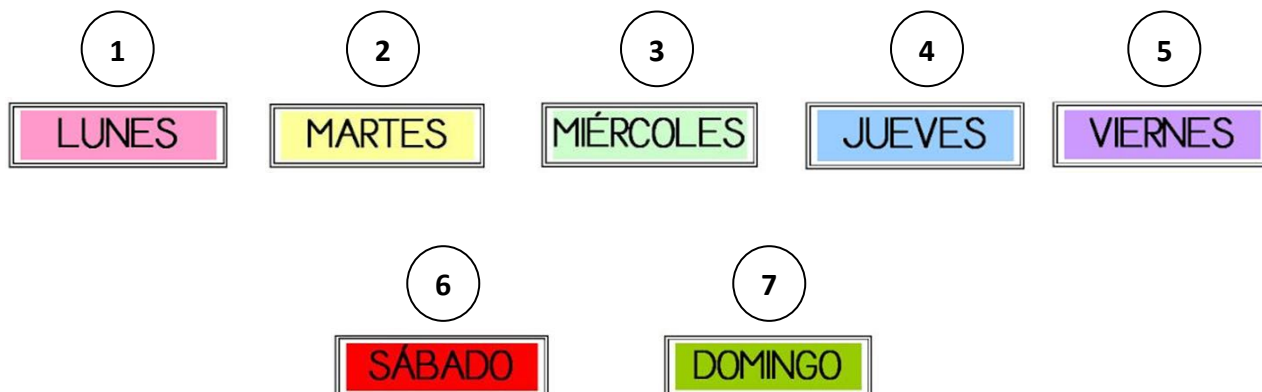 1 2 3 4 5
LUNES MARTES MIÉRCOLES JUEVES VIERNES
6 7
SÁBADO DOMINGO